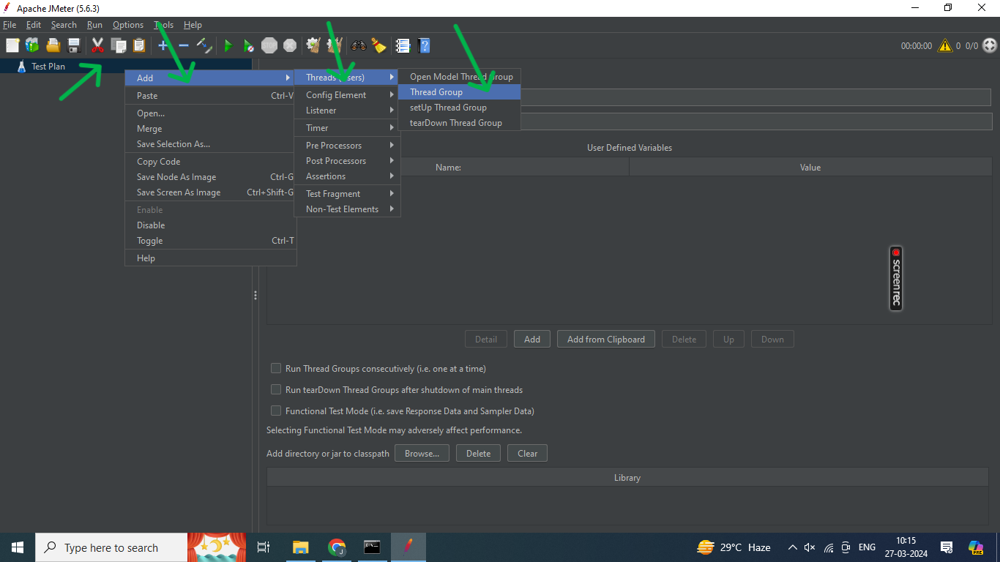 Apache JMeter (5.6.3)
File Edit Search Run Options Tools Help
STOP
00:00:00 0 0/0
Test Plan
Add
Paste Ctrl-V
Open...
Merge
Save Selection As...
Copy Code
Save Node As Image Ctrl-G
Save Screen As Image Ctrl+Shift-G
Enable
Disable
Toggle Ctrl-T
Help
Threads (Users)
Config Element
Listener
Timer
Pre Processors
Post Processors
Assertions
Test Fragment
Non-Test Elements
Open Model Thread Group
Thread Group
setUp Thread Group
tearDown Thread Group
User Defined Variables
Name: Value
screenrec
Detail Add Add from Clipboard Delete Up Down
Run Thread Groups consecutively (i.e. one at a time)
Run tearDown Thread Groups after shutdown of main threads
Functional Test Mode (i.e. save Response Data and Sampler Data)
Selecting Functional Test Mode may adversely affect performance.
Add directory or jar to classpath Browse... Delete Clear
Library
Type here to search
29°C Haze
ENG
10:15
27-03-2024
PRE